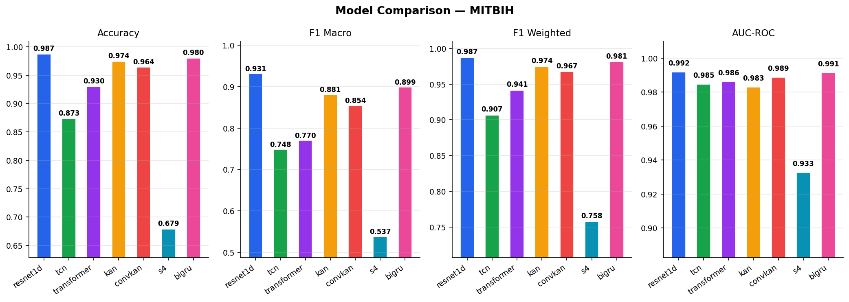 Model Comparison — MITBIH
Accuracy
1.00
0.95
0.90
0.85
0.80
0.75
0.70
0.65
0.987
0.873
0.930
0.974
0.964
0.679
0.980
resnet1d
tcn
transformer
kan
convkan
s4
bigru
F1 Macro
1.0
0.9
0.8
0.7
0.6
0.5
0.931
0.748
0.770
0.881
0.854
0.537
0.899
resnet1d
tcn
transformer
kan
convkan
s4
bigru
F1 Weighted
1.00
0.95
0.90
0.85
0.80
0.75
0.987
0.907
0.941
0.974
0.967
0.758
0.981
resnet1d
tcn
transformer
kan
convkan
s4
bigru
AUC-ROC
1.00
0.98
0.96
0.94
0.92
0.90
0.992
0.985
0.986
0.983
0.989
0.933
0.991
resnet1d
tcn
transformer
kan
convkan
s4
bigru